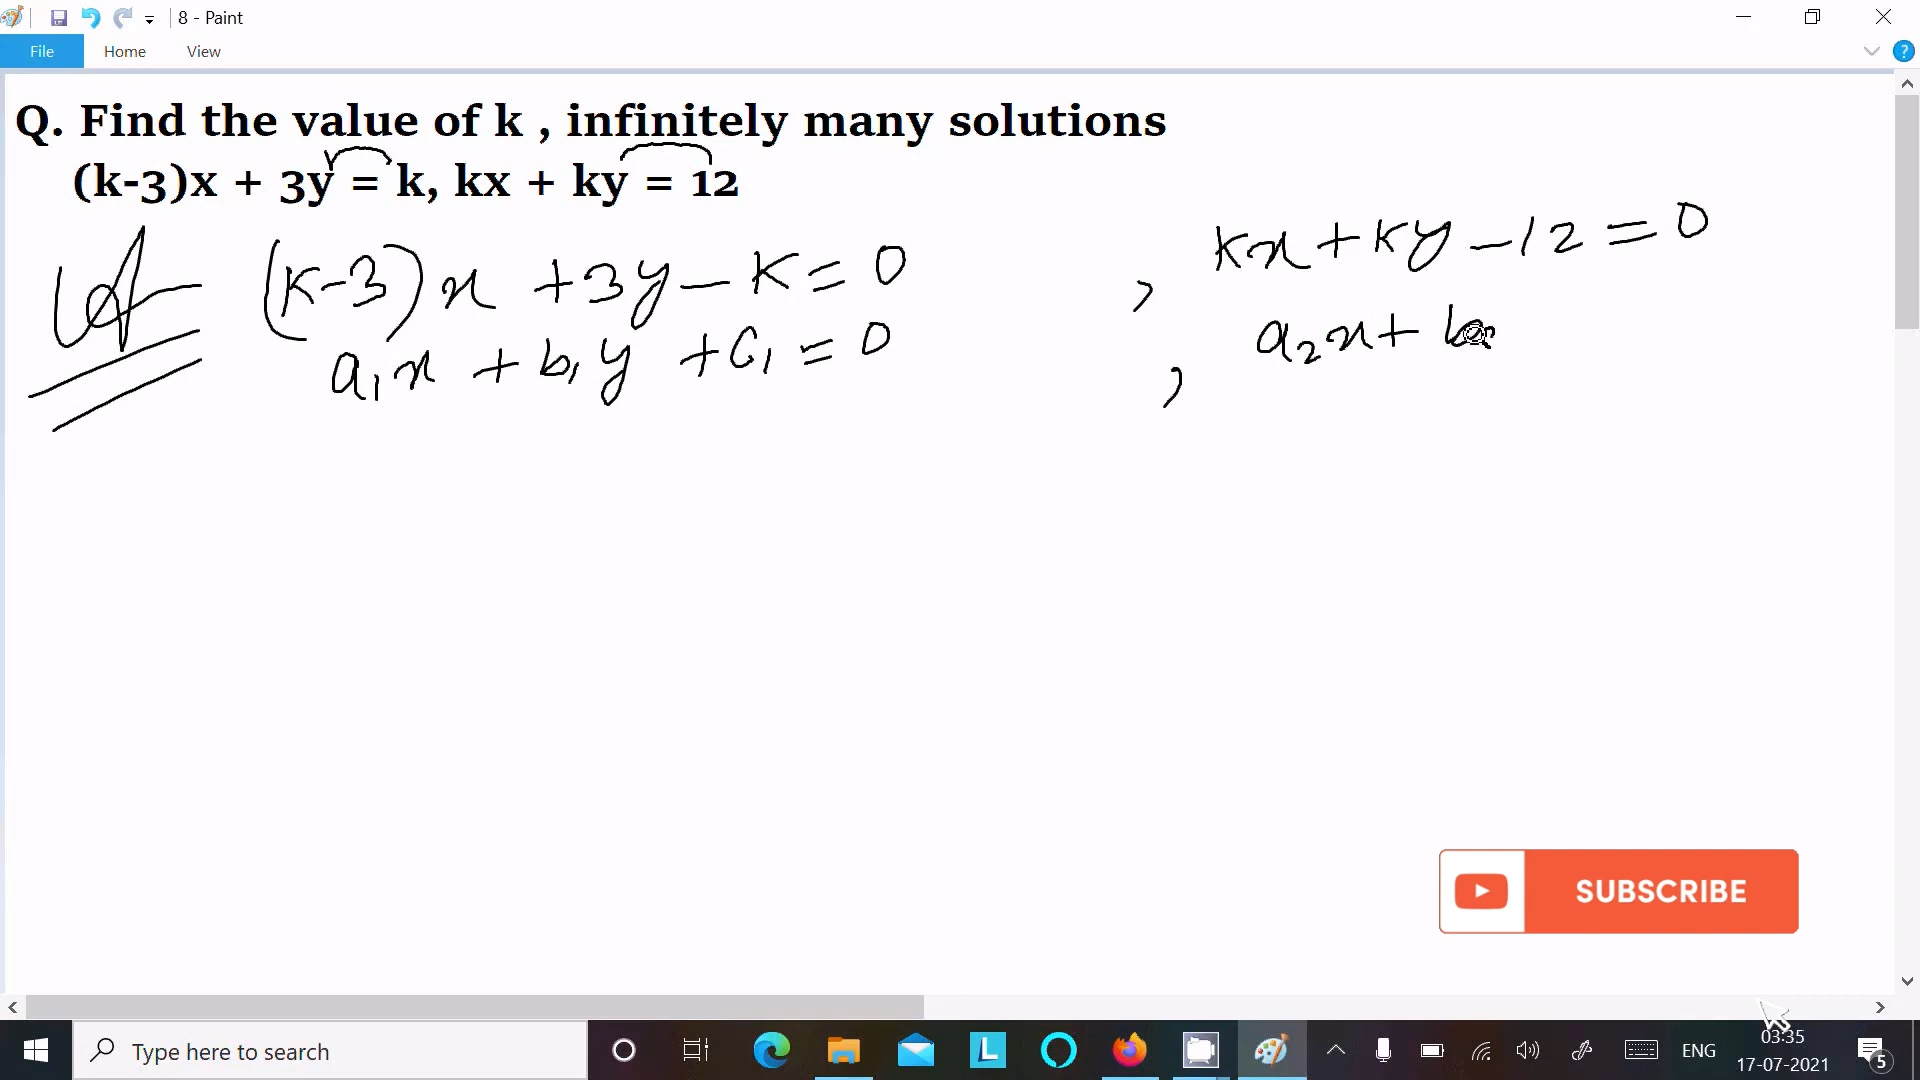 8 - Paint
File Home View
Q. Find the value of k , infinitely many solutions
(k-3)x + 3y = k, kx + ky = 12
(k-3)x + 3y - k = 0 , kx + ky - 12 = 0
a₁x + b₁y + c₁ = 0 , a₂x + b
SUBSCRIBE
Type here to search
L
ENG
03:35
17-07-2021
5